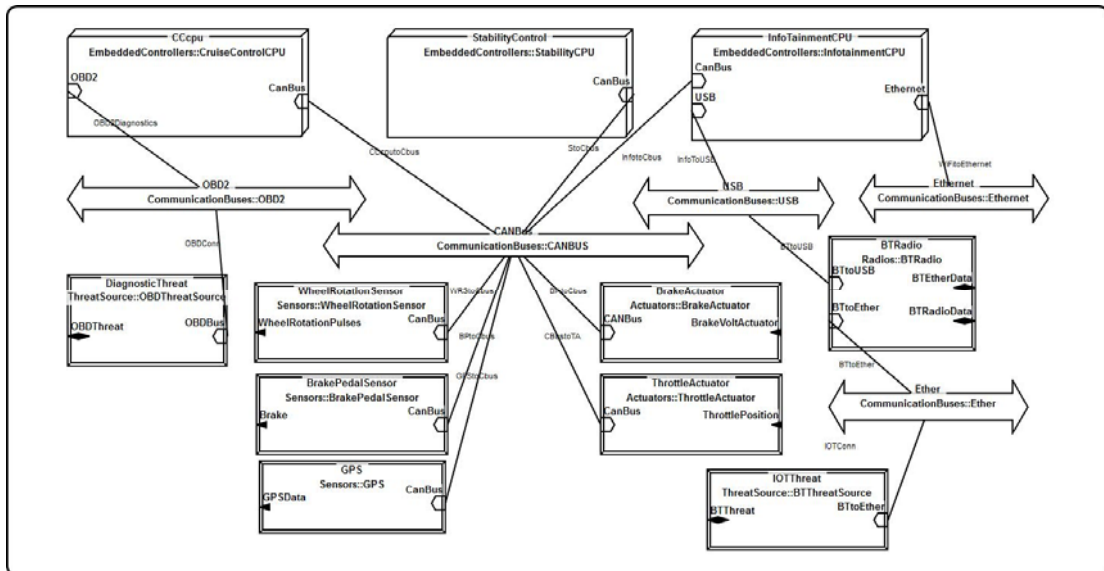 CCcpu
EmbeddedControllers::CruiseControlCPU
OBD2
CanBus
StabilityControl
EmbeddedControllers::StabilityCPU
CanBus
InfoTainmentCPU
EmbeddedControllers::InfotainmentCPU
CanBus
USB
Ethernet
OBD2Diagnostics
CCcputoCbus
StoCbus
InfotoCbus
InfoToUSB
WiFitoEthernet
OBD2
CommunicationBuses::OBD2
USB
CommunicationBuses::USB
Ethernet
CommunicationBuses::Ethernet
CANBus
CommunicationBuses::CANBUS
OBDConn
BTtoUSB
BTRadio
Radios::BTRadio
BTtoUSB
BTEtherData
BTtoEther
BTRadioData
DiagnosticThreat
ThreatSource::OBDThreatSource
OBDThreat
OBDBus
WheelRotationSensor
Sensors::WheelRotationSensor
CanBus
WheelRotationPulses
WRStoCbus
BrakeActuator
Actuators::BrakeActuator
CANBus
BrakeVoltActuator
BPtoCbus
CBustoTA
GPStoCbus
BTtoEther
BrakePedalSensor
Sensors::BrakePedalSensor
Brake
CanBus
ThrottleActuator
Actuators::ThrottleActuator
CanBus
ThrottlePosition
Ether
CommunicationBuses::Ether
IOTConn
GPS
Sensors::GPS
GPSData
CanBus
IOTThreat
ThreatSource::BTThreatSource
BTThreat
BTtoEther